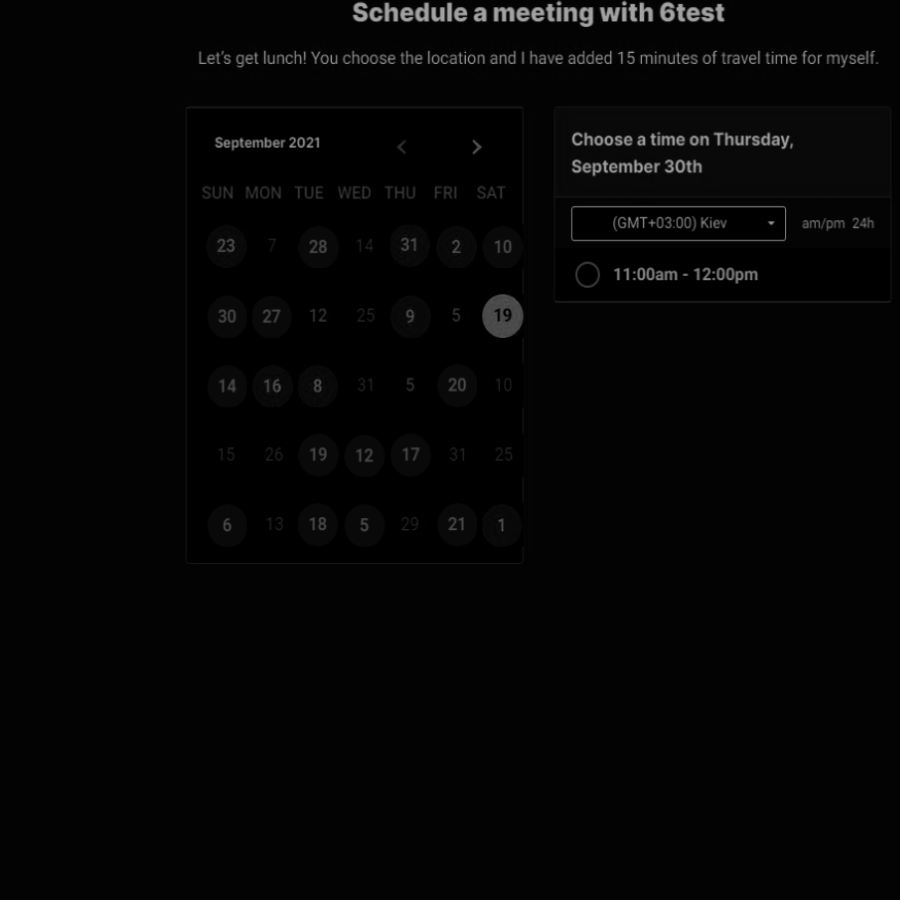 Schedule a meeting with 6test
Let's get lunch! You choose the location and I have added 15 minutes of travel time for myself.
September 2021
SUN MON TUE WED THU FRI SAT
23 7 28 14 31 2 10
30 27 12 25 9 5 19
14 16 8 31 5 20 10
15 26 19 12 17 31 25
6 13 18 5 29 21 1
Choose a time on Thursday,
September 30th
(GMT+03:00) Kiev am/pm 24h
11:00am - 12:00pm